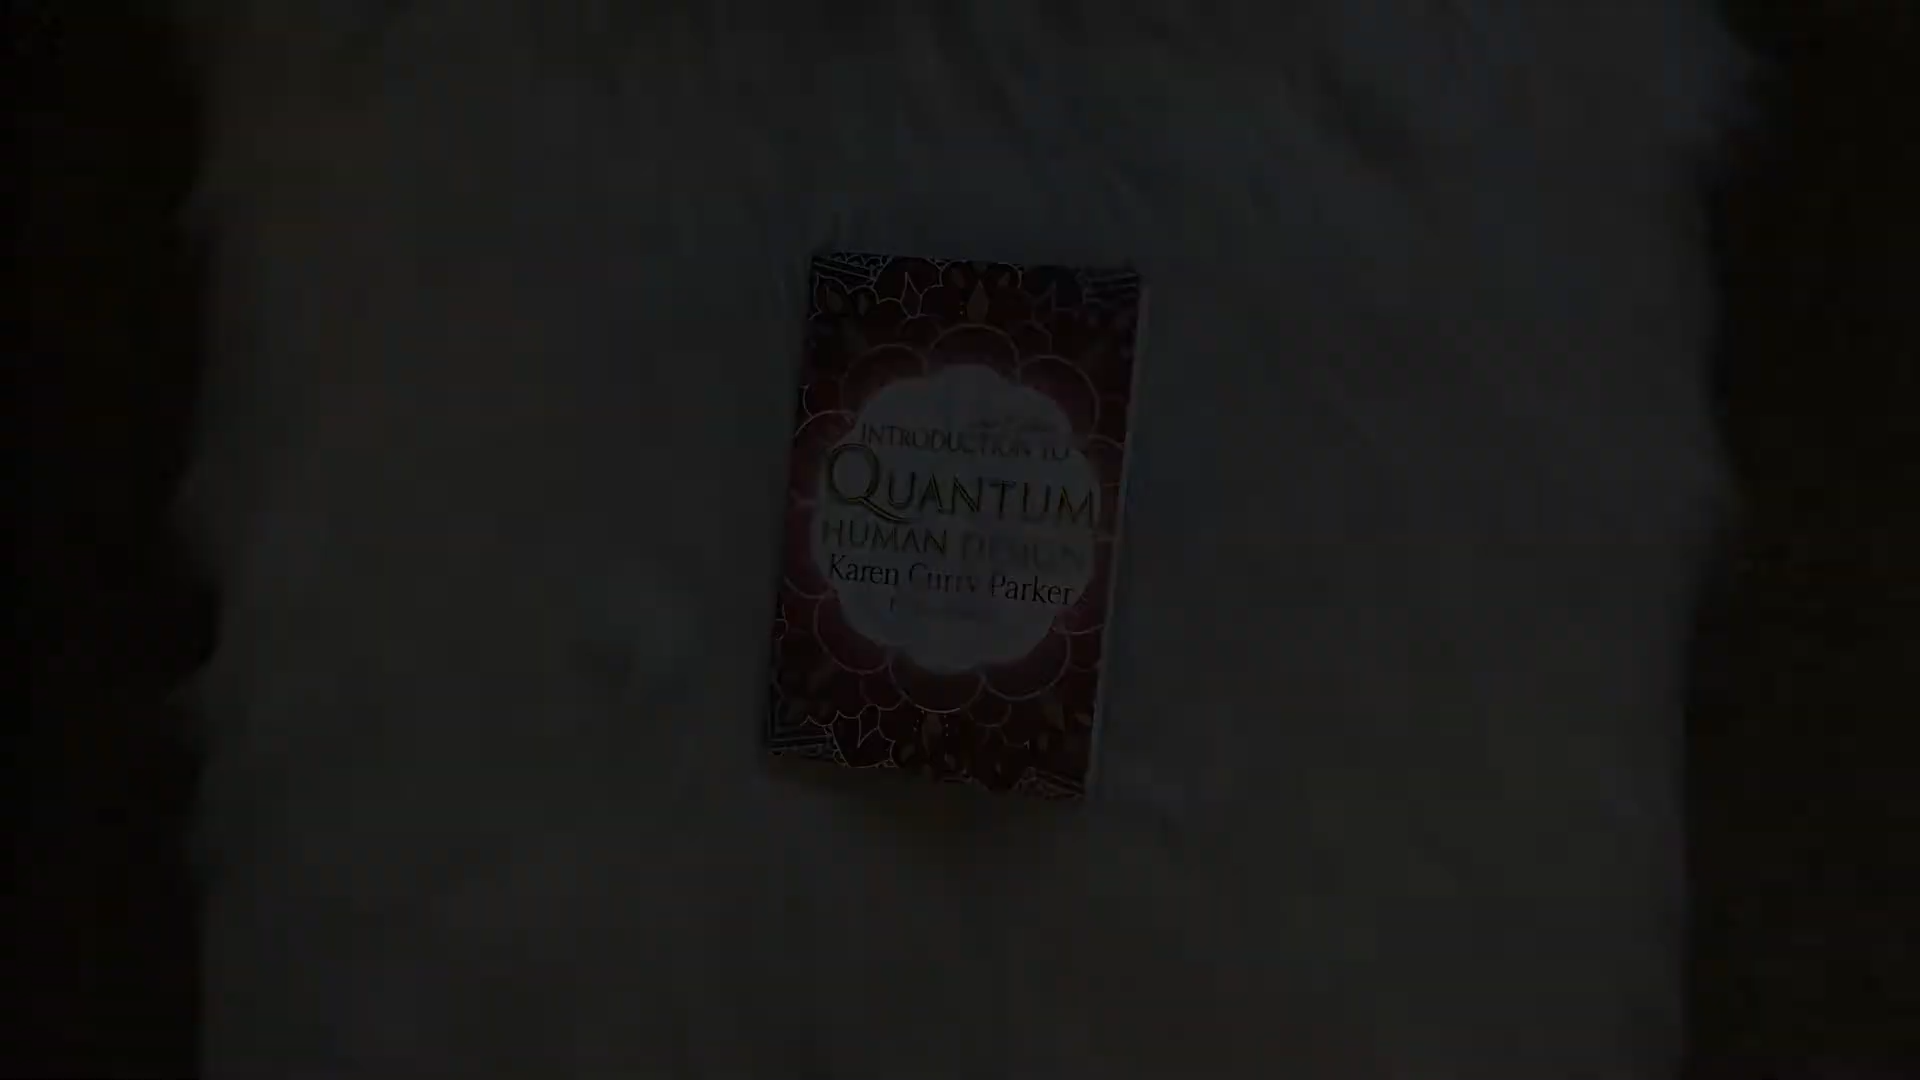 INTRODUCTION TO
QUANTUM
HUMAN DESIGN
Karen Curry Parker